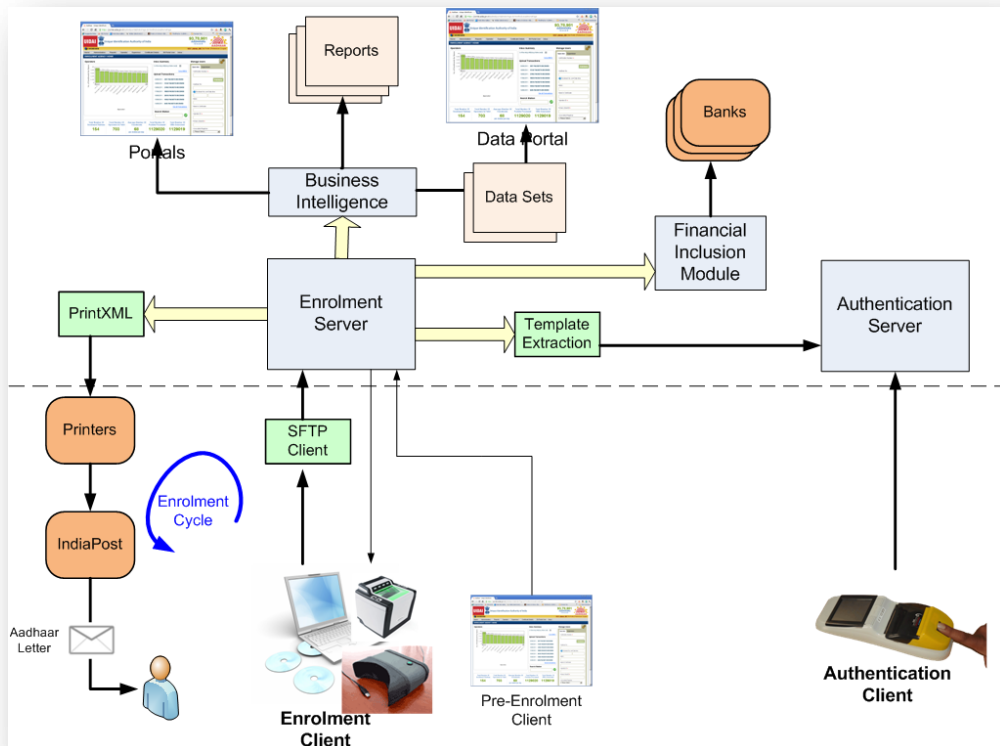 Reports
Portals
Data Portal
Banks
Business
Intelligence
Data Sets
Financial
Inclusion
Module
PrintXML
Enrolment
Server
Template
Extraction
Authentication
Server
Printers
SFTP
Client
Enrolment
Cycle
IndiaPost
Aadhaar
Letter
Enrolment
Client
Pre-Enrolment
Client
Authentication
Client